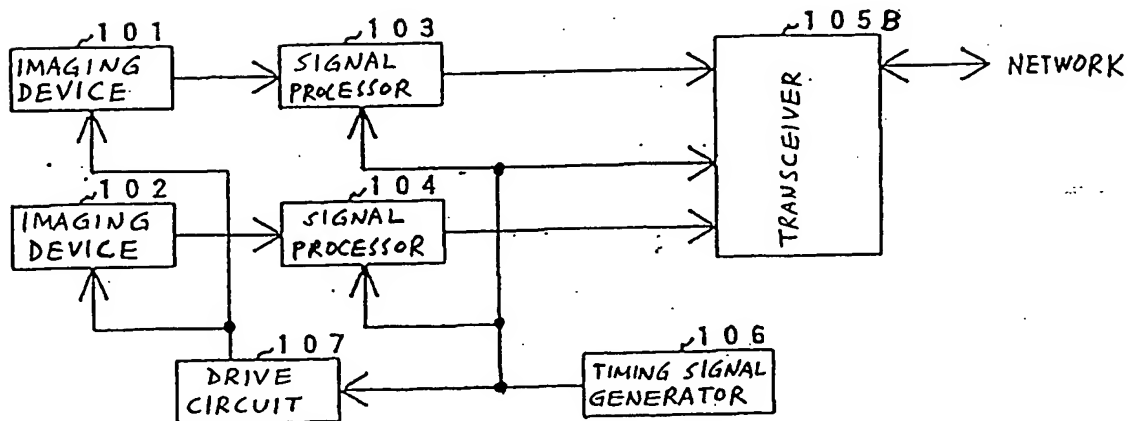 101
IMAGING
DEVICE
103
SIGNAL
PROCESSOR
105B
TRANSCEIVER
NETWORK
102
IMAGING
DEVICE
104
SIGNAL
PROCESSOR
107
DRIVE
CIRCUIT
106
TIMING SIGNAL
GENERATOR